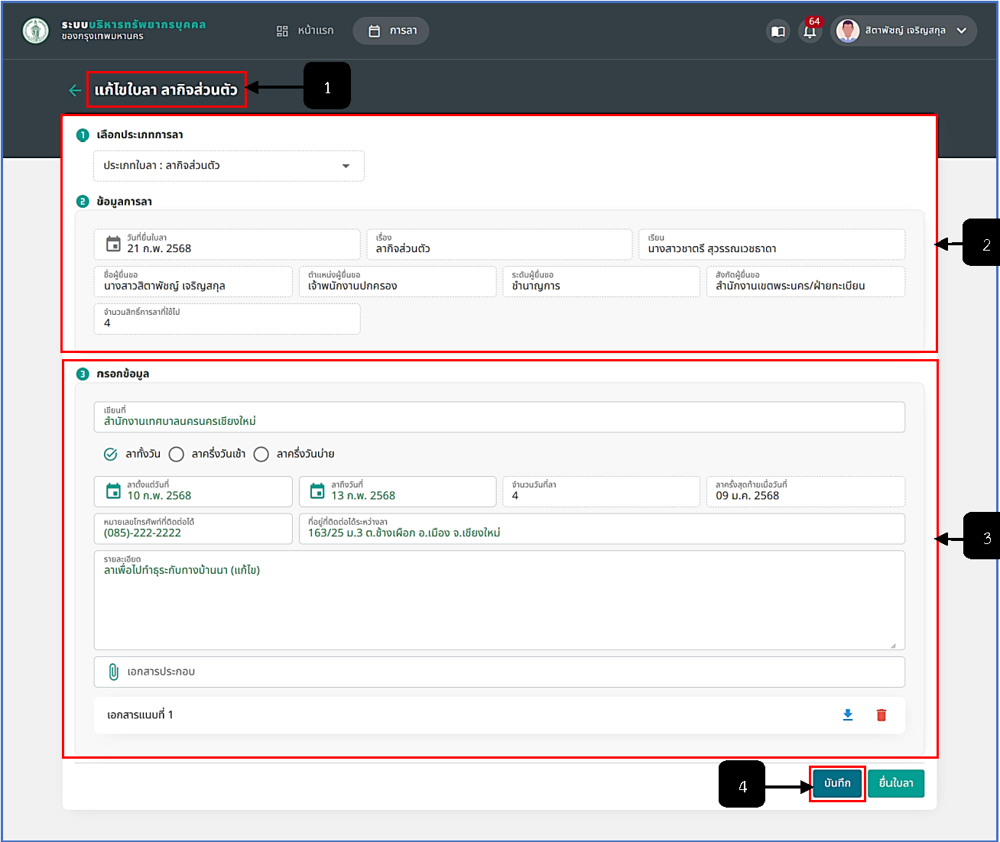 ระบบบริหารทรัพยากรบุคคล
ของกรุงเทพมหานคร
หน้าแรก
การลา
64
สิตาพัชญ์ เจริญสกุล
แก้ไขใบลา ลากิจส่วนตัว
1
1 เลือกประเภทการลา
ประเภทใบลา : ลากิจส่วนตัว
2 ข้อมูลการลา
วันที่ยื่นใบลา
21 ก.พ. 2568
เรื่อง
ลากิจส่วนตัว
เรียน
นางสาวชาตรี สุวรรณเวชธาดา
2
ชื่อผู้ยื่นขอ
นางสาวสิตาพัชญ์ เจริญสกุล
ตำแหน่งผู้ยื่นขอ
เจ้าพนักงานปกครอง
ระดับผู้ยื่นขอ
ชำนาญการ
สังกัดผู้ยื่นขอ
สำนักงานเขตพระนคร/ฝ่ายทะเบียน
จำนวนสิทธิ์การลาที่ใช้ไป
4
3 กรอกข้อมูล
เขียนที่
สำนักงานเทศบาลนครนครเชียงใหม่
ลาทั้งวัน ลาครึ่งวันเช้า ลาครึ่งวันบ่าย
ลาตั้งแต่วันที่
10 ก.พ. 2568
ลาถึงวันที่
13 ก.พ. 2568
จำนวนวันที่ลา
4
ลาครั้งสุดท้ายเมื่อวันที่
09 ม.ค. 2568
หมายเลขโทรศัพท์ที่ติดต่อได้
(085)-222-2222
ที่อยู่ที่ติดต่อได้ระหว่างลา
163/25 ม.3 ต.ช้างเผือก อ.เมือง จ.เชียงใหม่
3
รายละเอียด
ลาเพื่อไปทำธุระกับทางบ้านนา (แก้ไข)
เอกสารประกอบ
เอกสารแนบที่ 1
4
บันทึก
ยื่นใบลา